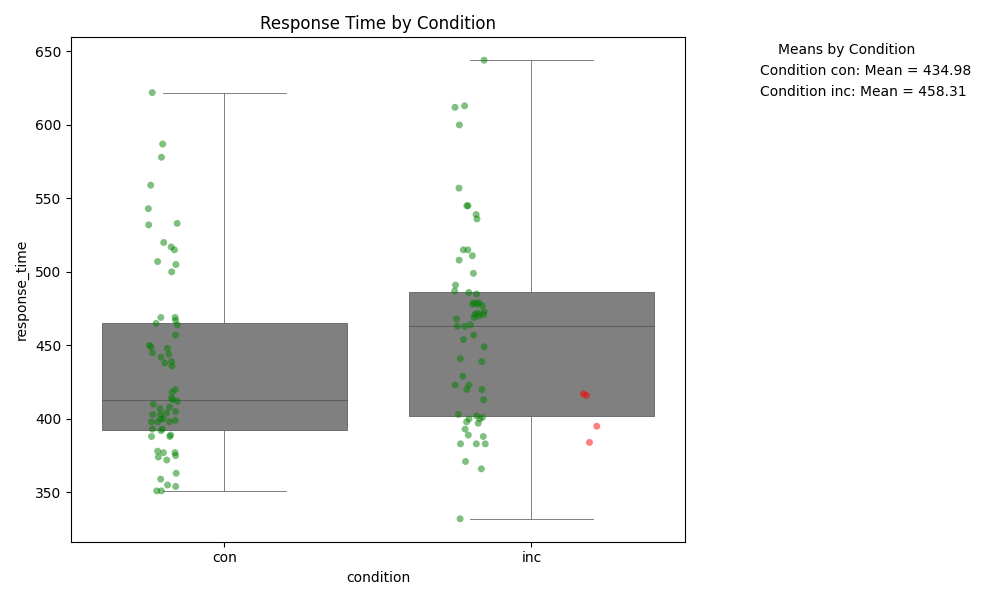 Response Time by Condition
Means by Condition
Condition con: Mean = 434.98
Condition inc: Mean = 458.31
650
600
550
500
450
400
350
response_time
con
inc
condition